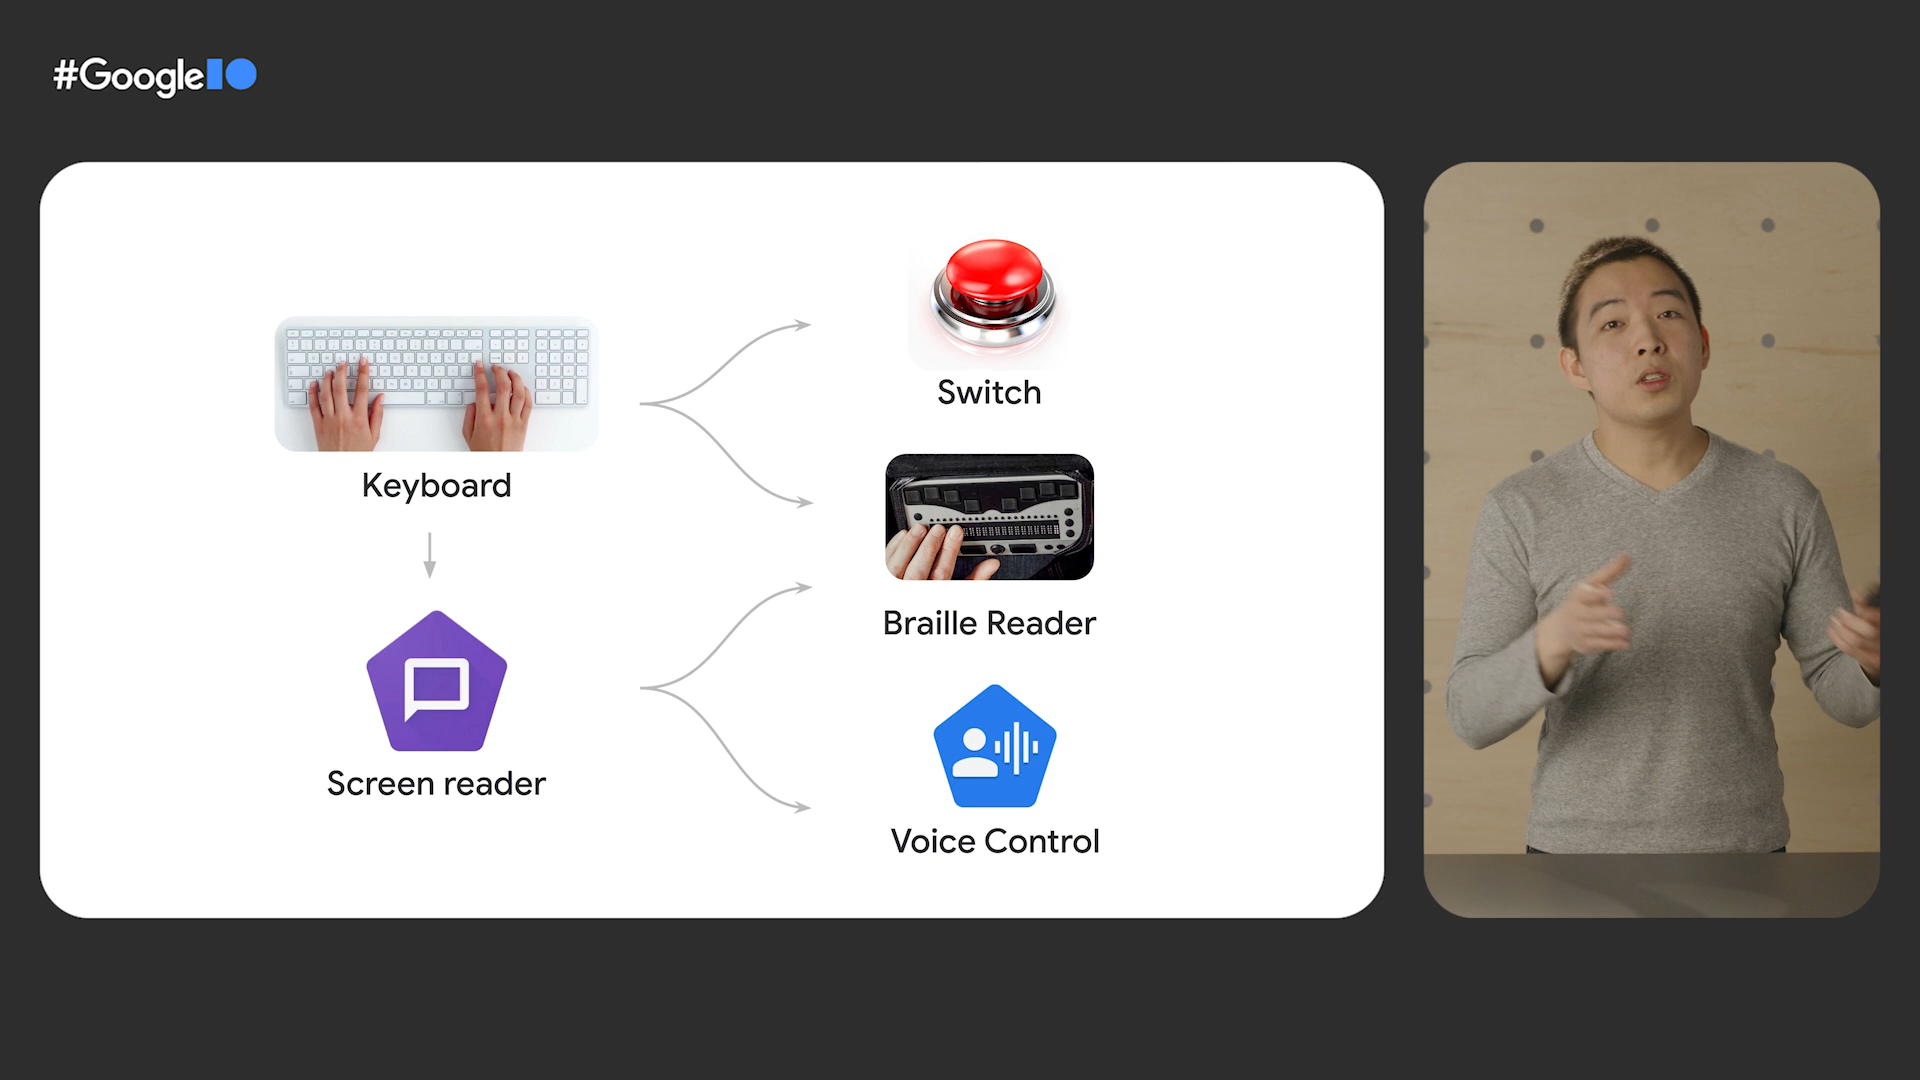 #GoogleIO
Keyboard
Screen reader
Switch
Braille Reader
Voice Control